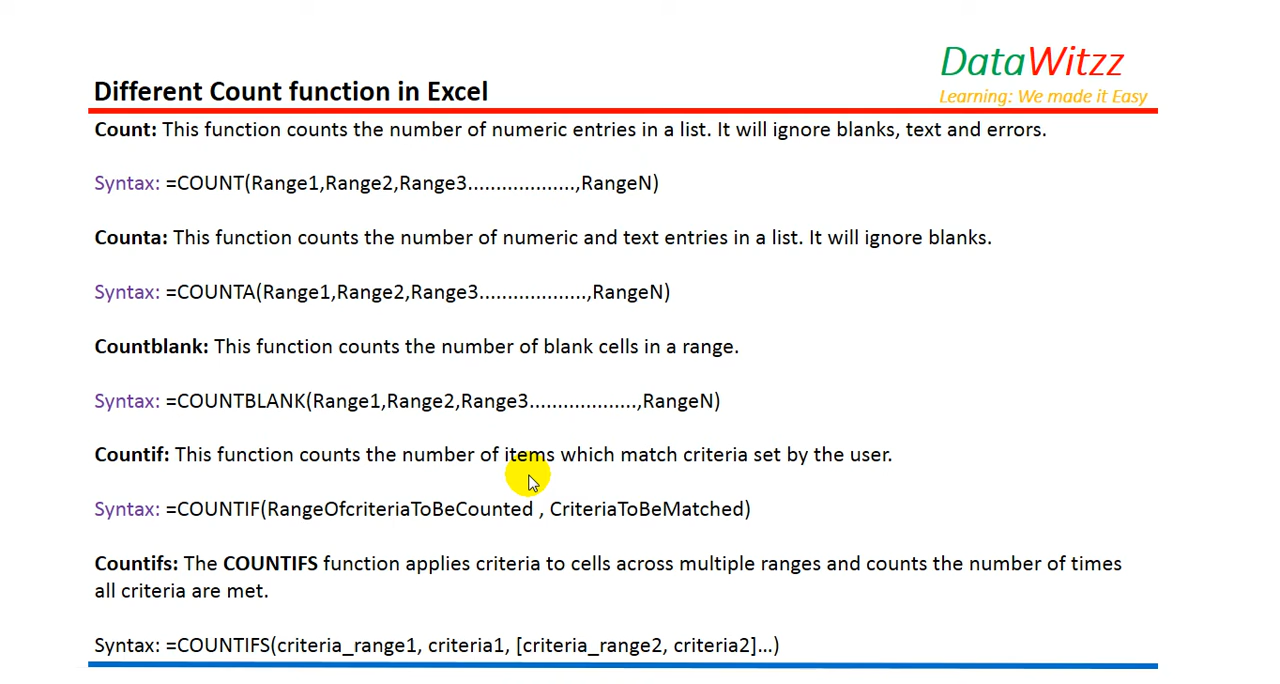 DataWitzz
Different Count function in Excel
Learning: We made it Easy
Count: This function counts the number of numeric entries in a list. It will ignore blanks, text and errors.
Syntax: =COUNT(Range1,Range2,Range3...................,RangeN)
Counta: This function counts the number of numeric and text entries in a list. It will ignore blanks.
Syntax: =COUNTA(Range1,Range2,Range3...................,RangeN)
Countblank: This function counts the number of blank cells in a range.
Syntax: =COUNTBLANK(Range1,Range2,Range3...................,RangeN)
Countif: This function counts the number of items which match criteria set by the user.
Syntax: =COUNTIF(RangeOfcriteriaToBeCounted , CriteriaToBeMatched)
Countifs: The COUNTIFS function applies criteria to cells across multiple ranges and counts the number of times
all criteria are met.
Syntax: =COUNTIFS(criteria_range1, criteria1, [criteria_range2, criteria2]…)